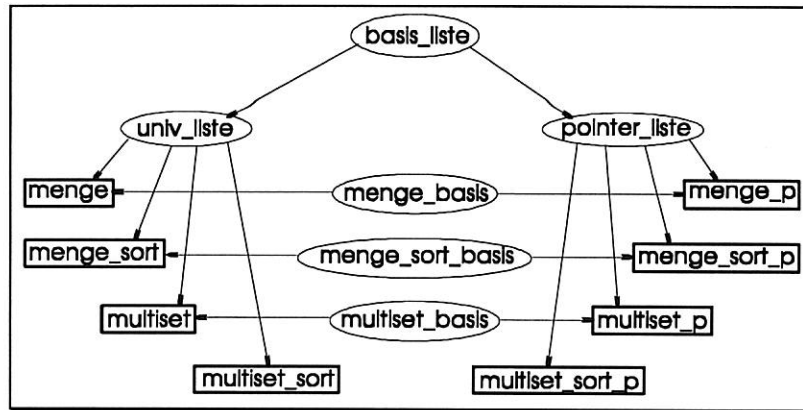 basis_liste
univ_liste
pointer_liste
menge
menge_basis
menge_p
menge_sort
menge_sort_basis
menge_sort_p
multiset
multiset_basis
multiset_p
multiset_sort
multiset_sort_p